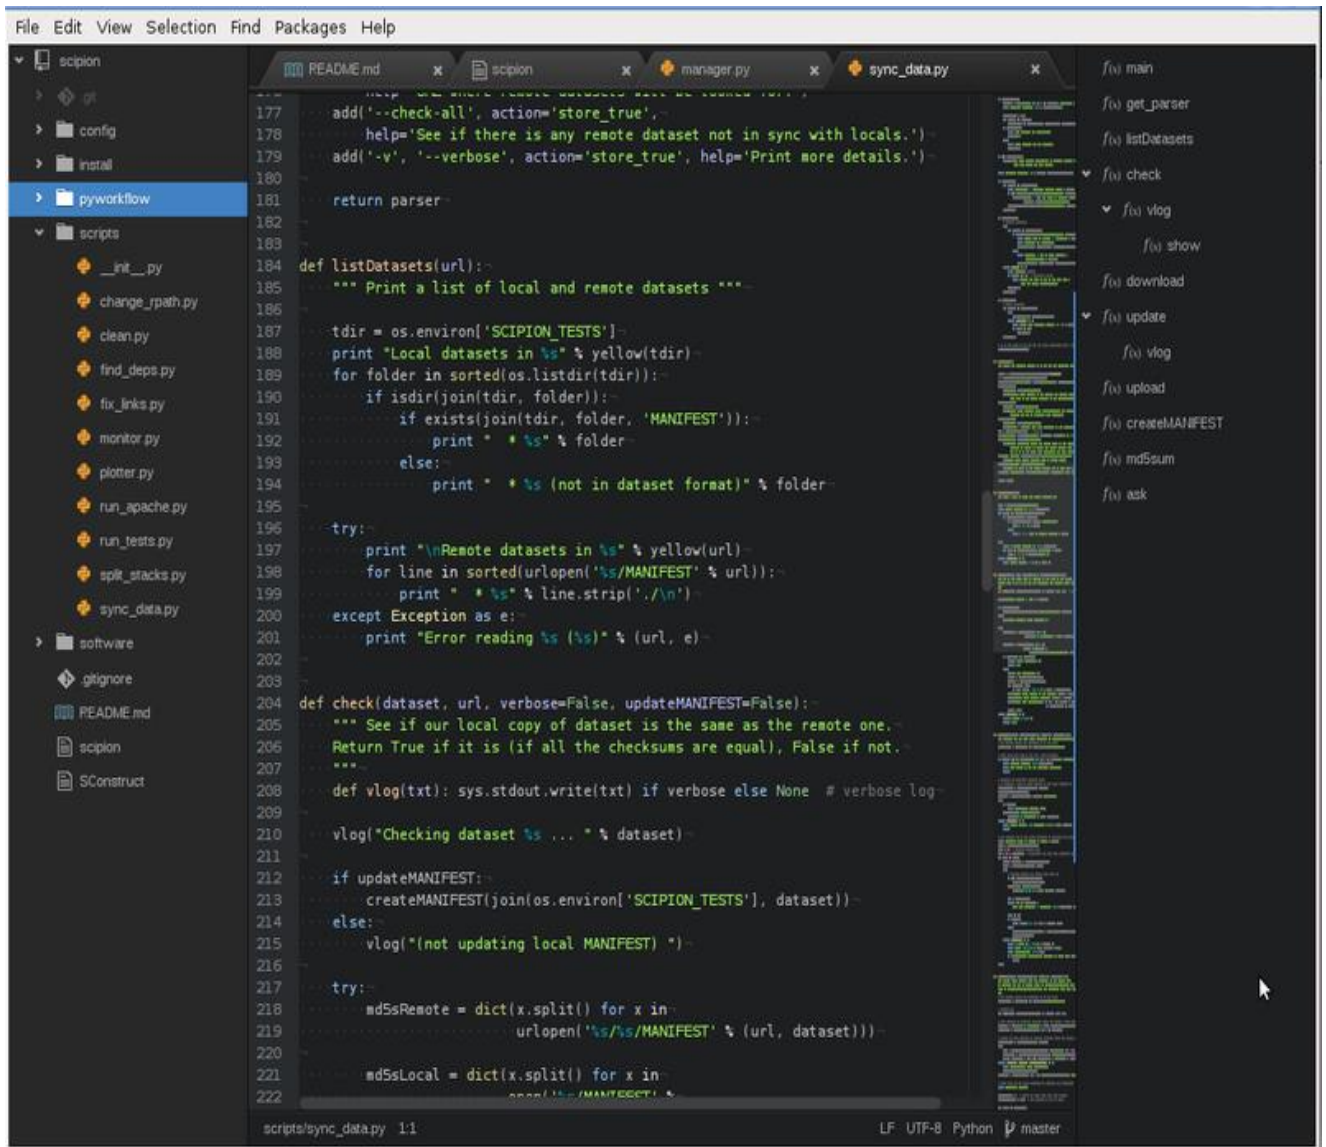 File Edit View Selection Find Packages Help
scipion
.git
config
install
pyworkflow
scripts
__init__.py
change_rpath.py
clean.py
find_deps.py
fix_links.py
monitor.py
plotter.py
run_apache.py
run_tests.py
split_stacks.py
sync_data.py
software
.gitignore
README.md
scipion
SConstruct
README.md x scipion x manager.py x sync_data.py x
177 add('--check-all', action='store_true',
178 help='See if there is any remote dataset not in sync with locals.')
179 add('-v', '--verbose', action='store_true', help='Print more details.')
180
181 return parser
182
183
184 def listDatasets(url):
185 """ Print a list of local and remote datasets """
186
187 tdir = os.environ['SCIPION_TESTS']
188 print "Local datasets in %s" % yellow(tdir)
189 for folder in sorted(os.listdir(tdir)):
190 if isdir(join(tdir, folder)):
191 if exists(join(tdir, folder, 'MANIFEST')):
192 print "  * %s" % folder
193 else:
194 print "  * %s (not in dataset format)" % folder
195
196 try:
197 print "\nRemote datasets in %s" % yellow(url)
198 for line in sorted(urlopen('%s/MANIFEST' % url)):
199 print "  * %s" % line.strip('./\n')
200 except Exception as e:
201 print "Error reading %s (%s)" % (url, e)
202
203
204 def check(dataset, url, verbose=False, updateMANIFEST=False):
205 """ See if our local copy of dataset is the same as the remote one.
206 Return True if it is (if all the checksums are equal), False if not.
207 """
208 def vlog(txt): sys.stdout.write(txt) if verbose else None  # verbose log
209
210 vlog("Checking dataset %s ... " % dataset)
211
212 if updateMANIFEST:
213 createMANIFEST(join(os.environ['SCIPION_TESTS'], dataset))
214 else:
215 vlog("(not updating local MANIFEST) ")
216
217 try:
218 md5sRemote = dict(x.split() for x in
219 urlopen('%s/%s/MANIFEST' % (url, dataset)))
220
221 md5sLocal = dict(x.split() for x in
222 open('%s/MANIFEST' %
f(x) main
f(x) get_parser
f(x) listDatasets
f(x) check
f(x) vlog
f(x) show
f(x) download
f(x) update
f(x) vlog
f(x) upload
f(x) createMANIFEST
f(x) md5sum
f(x) ask
scripts/sync_data.py 1:1 LF UTF-8 Python master